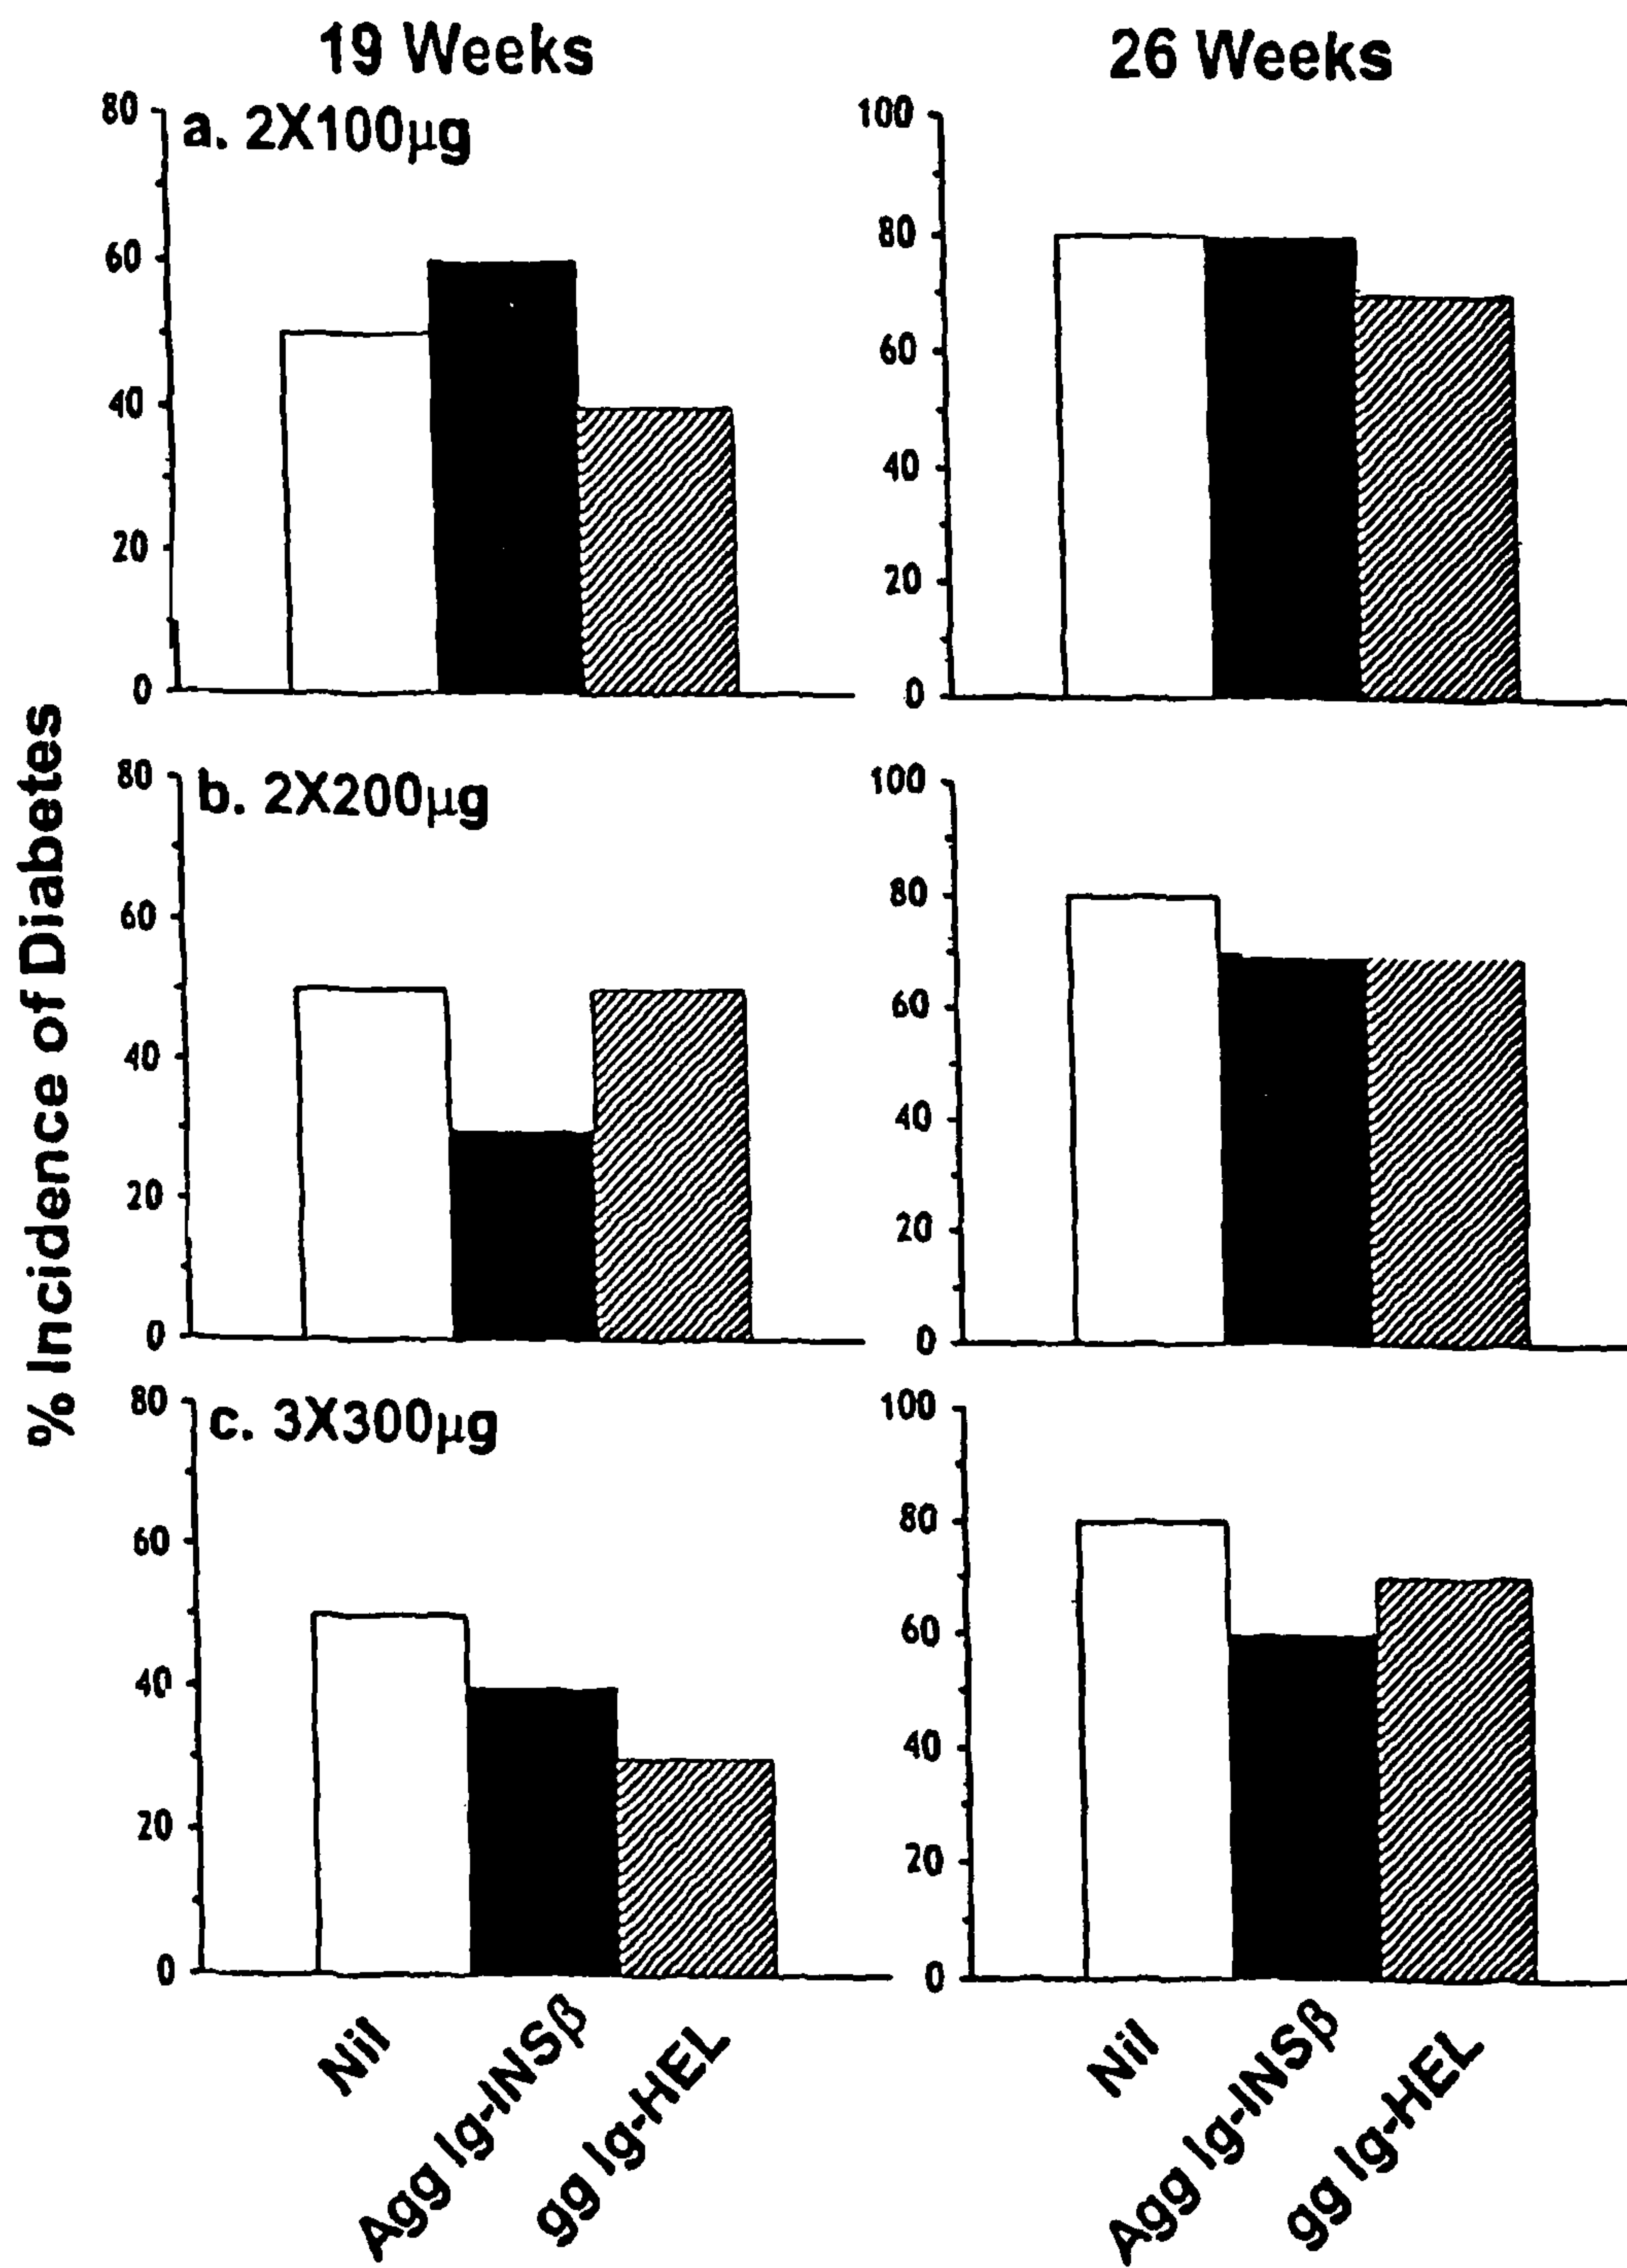 19 Weeks
26 Weeks
a. 2X100µg
80
60
40
20
0
100
80
60
40
20
0
% Incidence of Diabetes
b. 2X200µg
80
60
40
20
0
100
80
60
40
20
0
c. 3X300µg
80
60
40
20
0
100
80
60
40
20
0
Nil
Agg Ig-INSβ
gg Ig-HEL
Nil
Agg Ig-INSβ
gg Ig-HEL